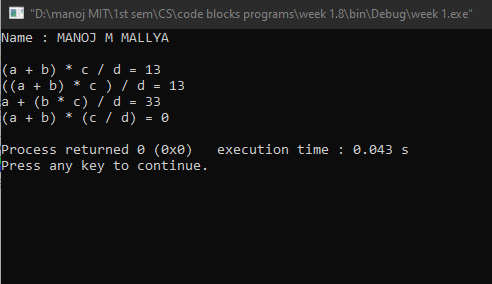 "D:\manoj MIT\1st sem\CS\code blocks programs\week 1.8\bin\Debug\week 1.exe"
Name : MANOJ M MALLYA
(a + b) * c / d = 13
((a + b) * c ) / d = 13
a + (b * c) / d = 33
(a + b) * (c / d) = 0
Process returned 0 (0x0)   execution time : 0.043 s
Press any key to continue.